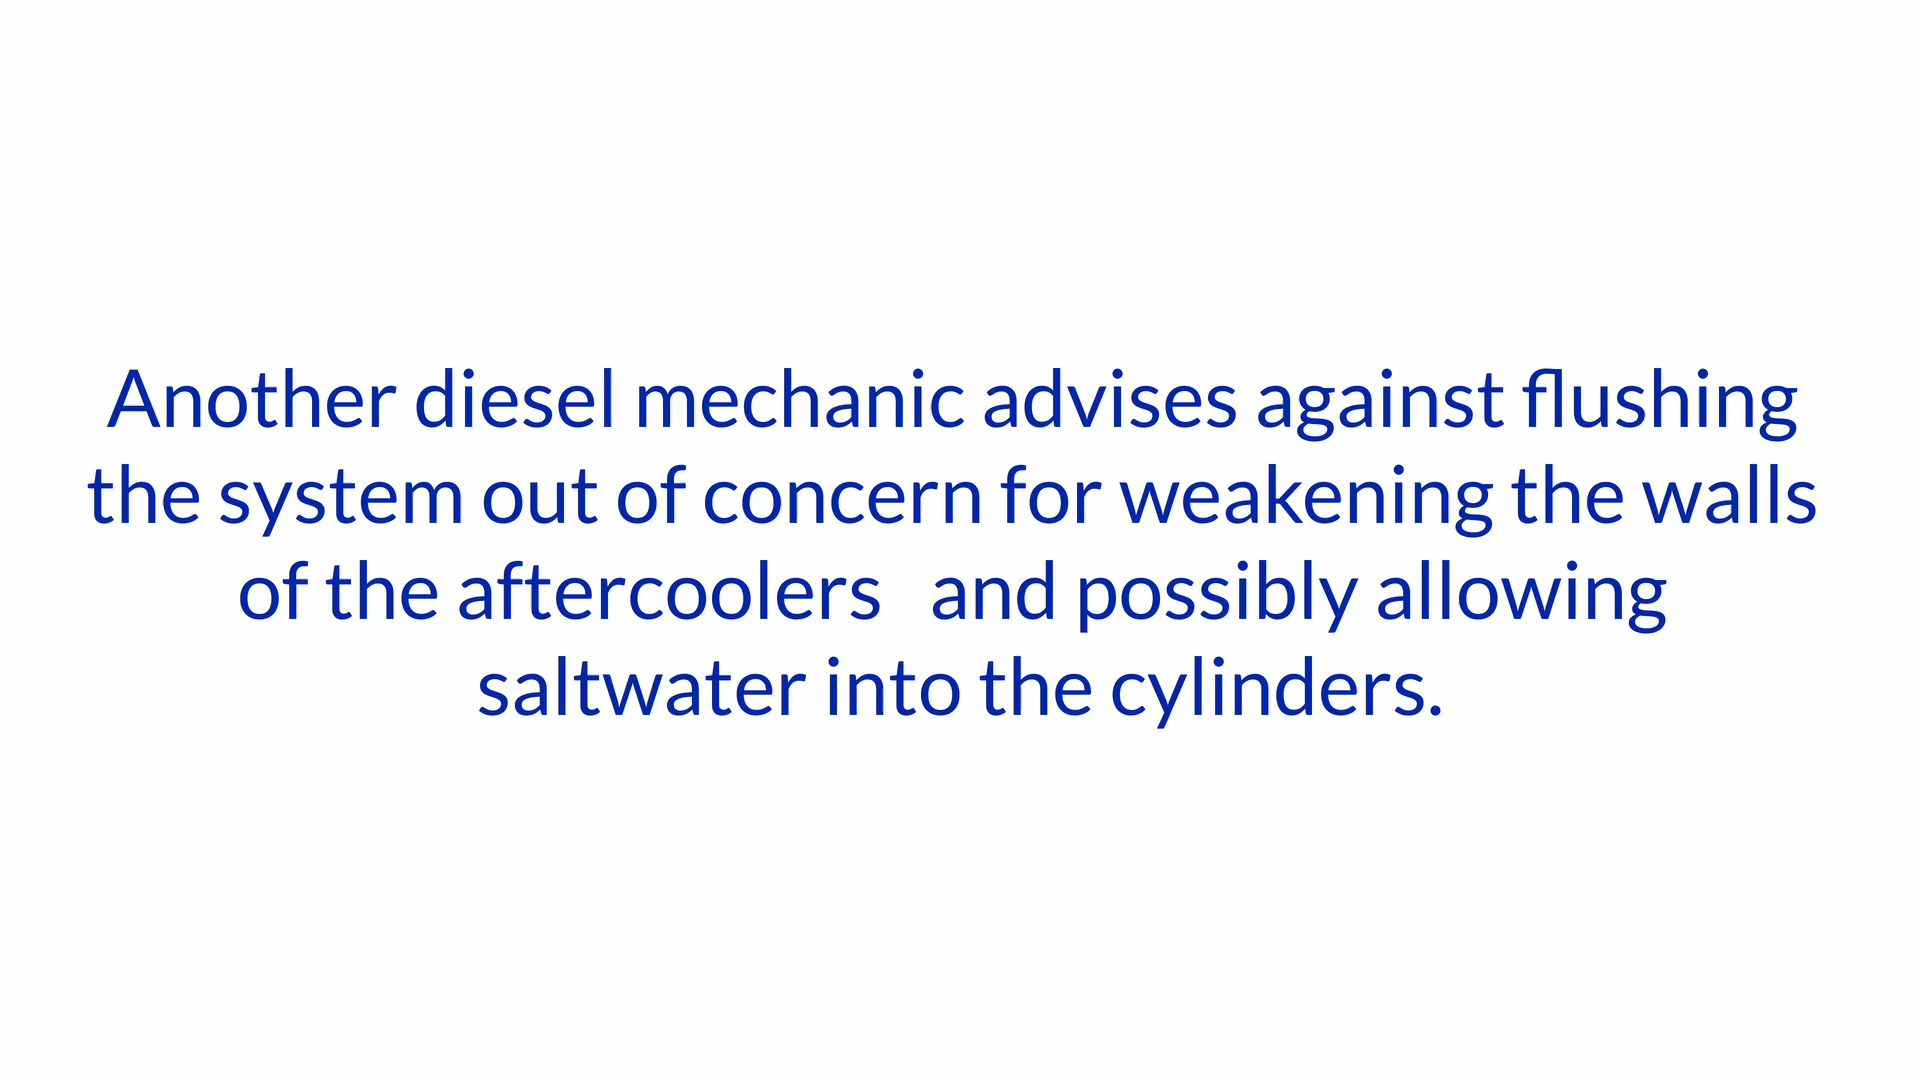 Another diesel mechanic advises against flushing
the system out of concern for weakening the walls
of the aftercoolers   and possibly allowing
saltwater into the cylinders.